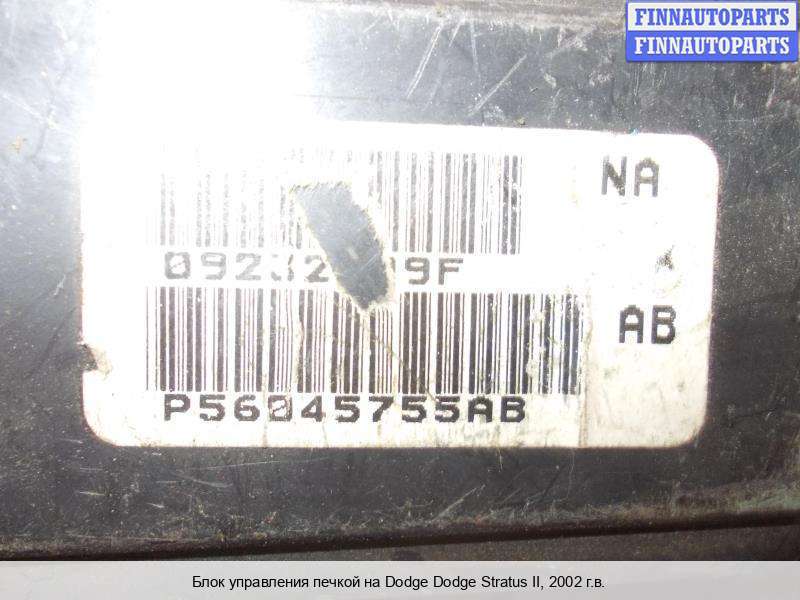 FINNAUTOPARTS
FINNAUTOPARTS
NA
AB
P56045755AB
Блок управления печкой на Dodge Dodge Stratus II, 2002 г.в.